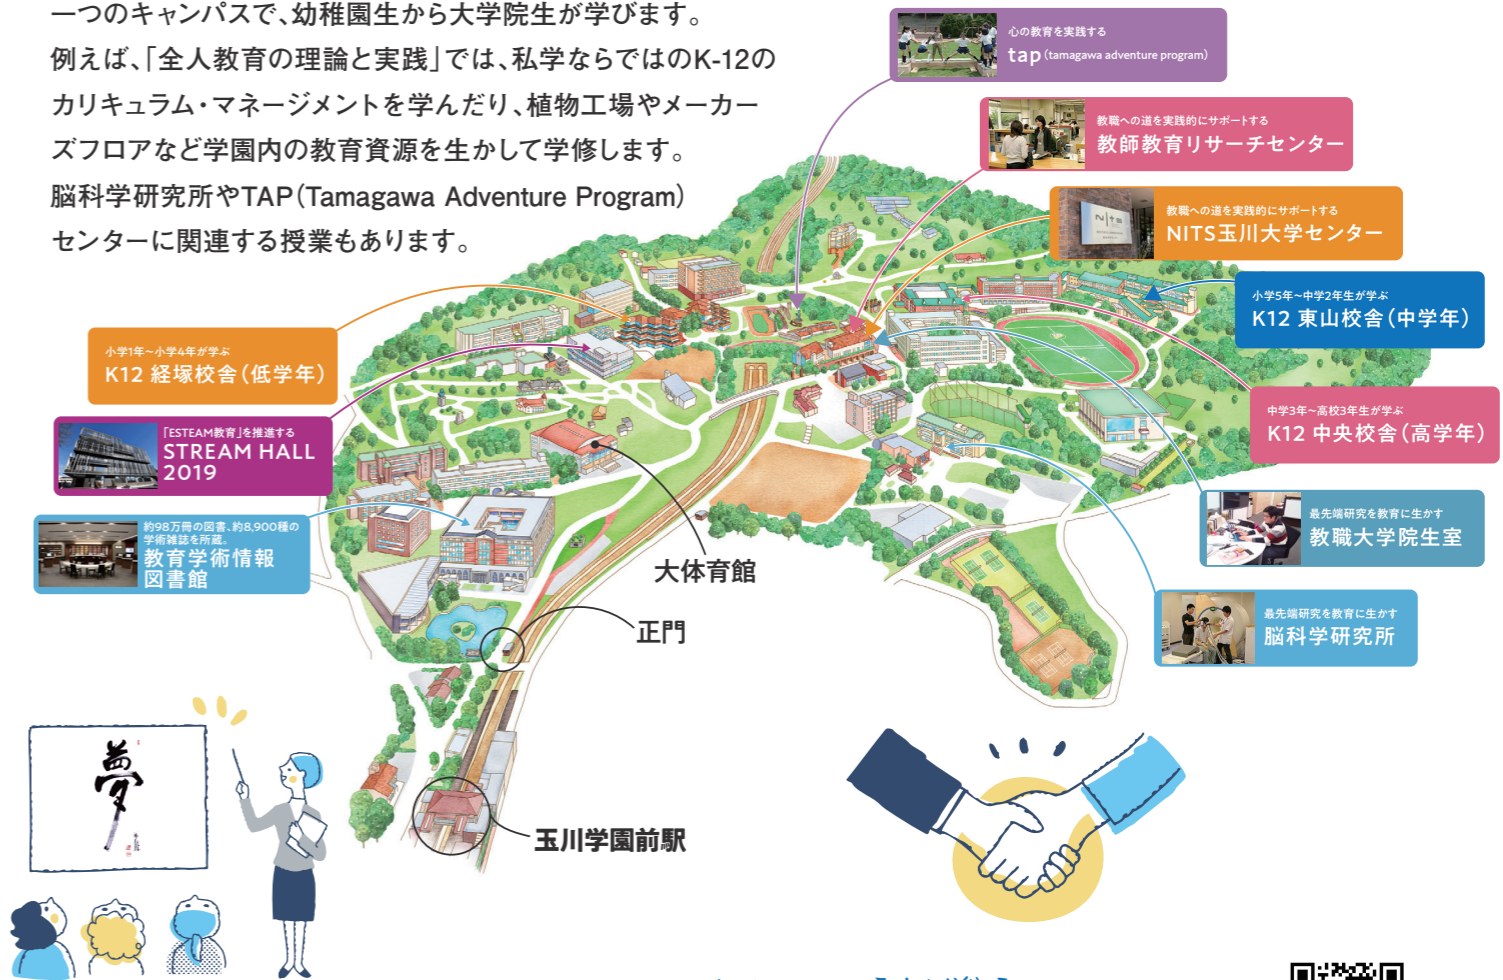 一つのキャンパスで、幼稚園生から大学院生が学びます。
例えば、「全人教育の理論と実践」では、私学ならではのK-12の
カリキュラム・マネージメントを学んだり、植物工場やメーカー
ズフロアなど学園内の教育資源を生かして学修します。
脳科学研究所やTAP（Tamagawa Adventure Program）
センターに関連する授業もあります。
心の教育を実践する
tap（tamagawa adventure program）
教職への道を実践的にサポートする
教師教育リサーチセンター
教職への道を実践的にサポートする
NITS玉川大学センター
小学5年～中学2年生が学ぶ
K12 東山校舎（中学年）
小学1年～小学4年が学ぶ
K12 経塚校舎（低学年）
中学3年～高校3年生が学ぶ
K12 中央校舎（高学年）
「ESTEAM教育」を推進する
STREAM HALL
2019
約98万冊の図書、約8,900種の
学術雑誌を所蔵。
教育学術情報
図書館
最先端研究を教育に生かす
教職大学院生室
最先端研究を教育に生かす
脳科学研究所
大体育館
正門
玉川学園前駅
夢